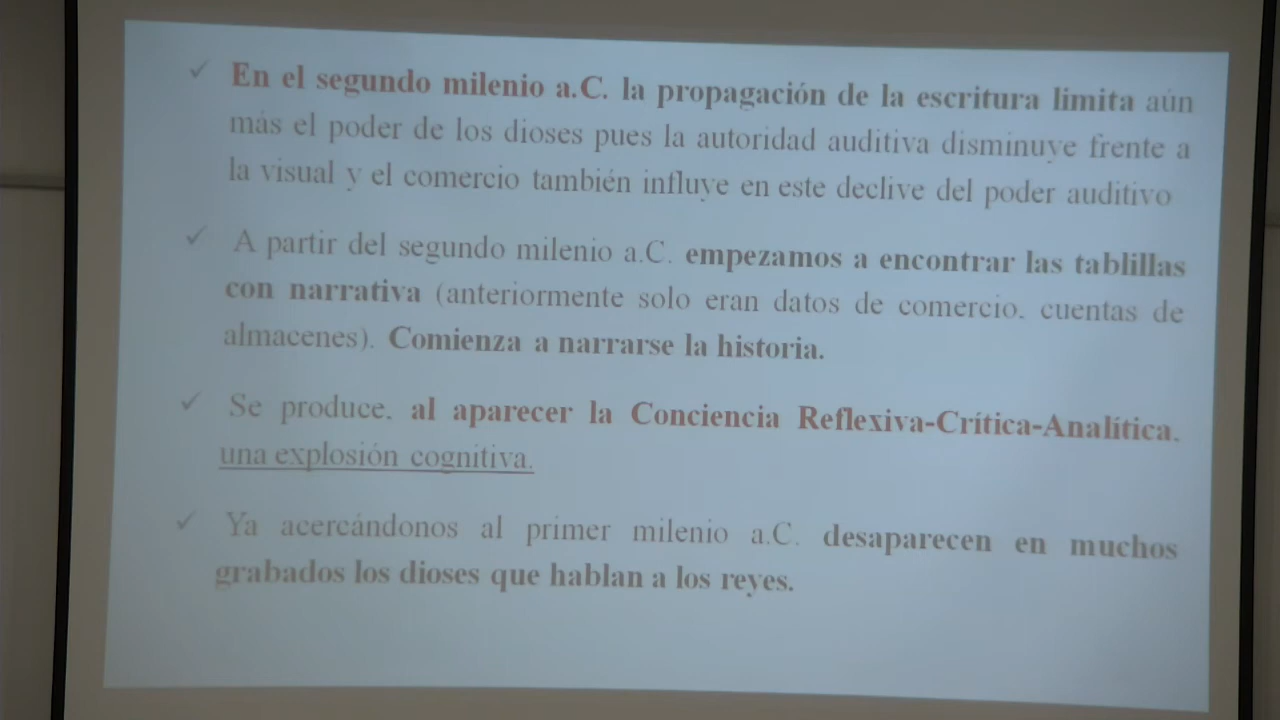 ✓ En el segundo milenio a.C. la propagación de la escritura limita aún
más el poder de los dioses pues la autoridad auditiva disminuye frente a
la visual y el comercio también influye en este declive del poder auditivo
✓ A partir del segundo milenio a.C. empezamos a encontrar las tablillas
con narrativa (anteriormente solo eran datos de comercio, cuentas de
almacenes). Comienza a narrarse la historia.
✓ Se produce, al aparecer la Conciencia Reflexiva-Crítica-Analítica,
una explosión cognitiva.
✓ Ya acercándonos al primer milenio a.C. desaparecen en muchos
grabados los dioses que hablan a los reyes.